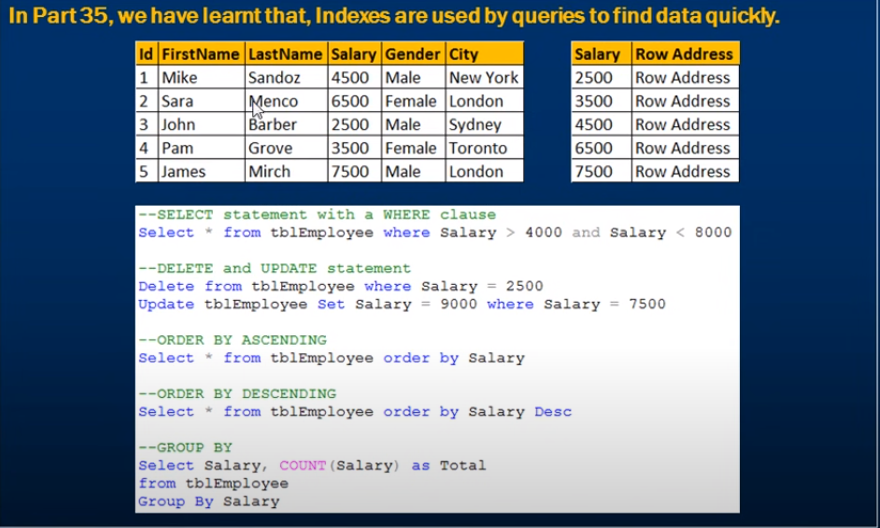 In Part 35, we have learnt that, Indexes are used by queries to find data quickly.
Id FirstName LastName Salary Gender City
1 Mike Sandoz 4500 Male New York
2 Sara Menco 6500 Female London
3 John Barber 2500 Male Sydney
4 Pam Grove 3500 Female Toronto
5 James Mirch 7500 Male London
Salary Row Address
2500 Row Address
3500 Row Address
4500 Row Address
6500 Row Address
7500 Row Address
--SELECT statement with a WHERE clause
Select * from tblEmployee where Salary > 4000 and Salary < 8000
--DELETE and UPDATE statement
Delete from tblEmployee where Salary = 2500
Update tblEmployee Set Salary = 9000 where Salary = 7500
--ORDER BY ASCENDING
Select * from tblEmployee order by Salary
--ORDER BY DESCENDING
Select * from tblEmployee order by Salary Desc
--GROUP BY
Select Salary, COUNT(Salary) as Total
from tblEmployee
Group By Salary